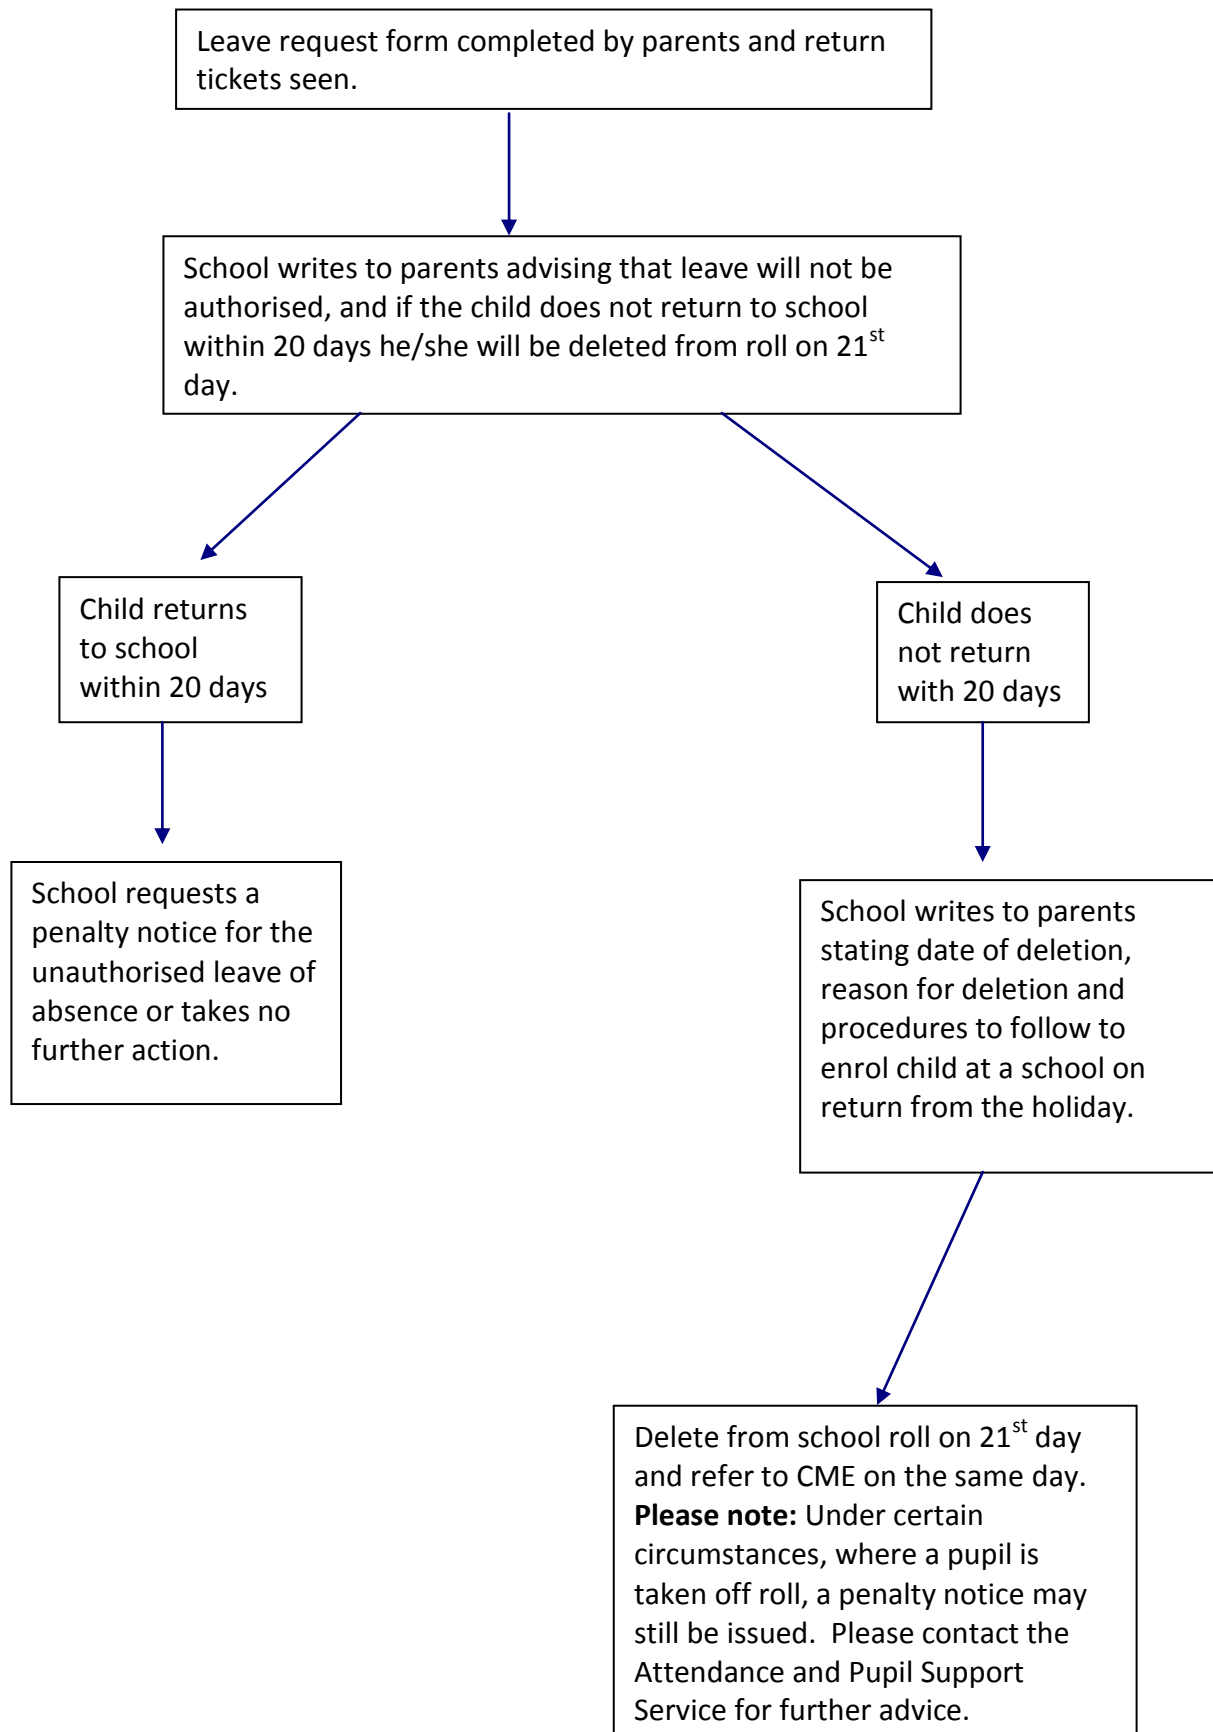 Leave request form completed by parents and return
tickets seen.
School writes to parents advising that leave will not be
authorised, and if the child does not return to school
within 20 days he/she will be deleted from roll on 21st
day.
Child returns
to school
within 20 days
Child does
not return
with 20 days
School requests a
penalty notice for the
unauthorised leave of
absence or takes no
further action.
School writes to parents
stating date of deletion,
reason for deletion and
procedures to follow to
enrol child at a school on
return from the holiday.
Delete from school roll on 21st day
and refer to CME on the same day.
Please note: Under certain
circumstances, where a pupil is
taken off roll, a penalty notice may
still be issued.  Please contact the
Attendance and Pupil Support
Service for further advice.